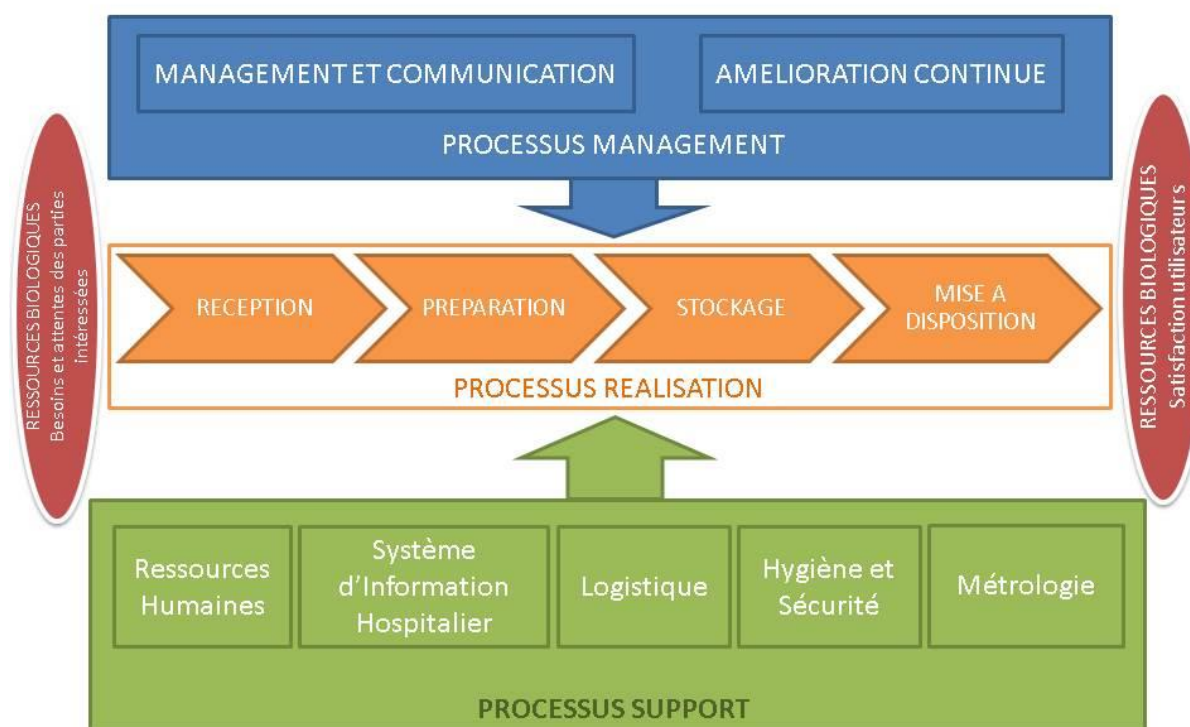 MANAGEMENT ET COMMUNICATION
AMELIORATION CONTINUE
PROCESSUS MANAGEMENT
RESSOURCES BIOLOGIQUES
Besoins et attentes des parties
intéressées
RECEPTION
PREPARATION
STOCKAGE
MISE A
DISPOSITION
PROCESSUS REALISATION
RESSOURCES BIOLOGIQUES
Satisfaction utilisateur s
Ressources
Humaines
Système
d’Information
Hospitalier
Logistique
Hygiène et
Sécurité
Métrologie
PROCESSUS SUPPORT